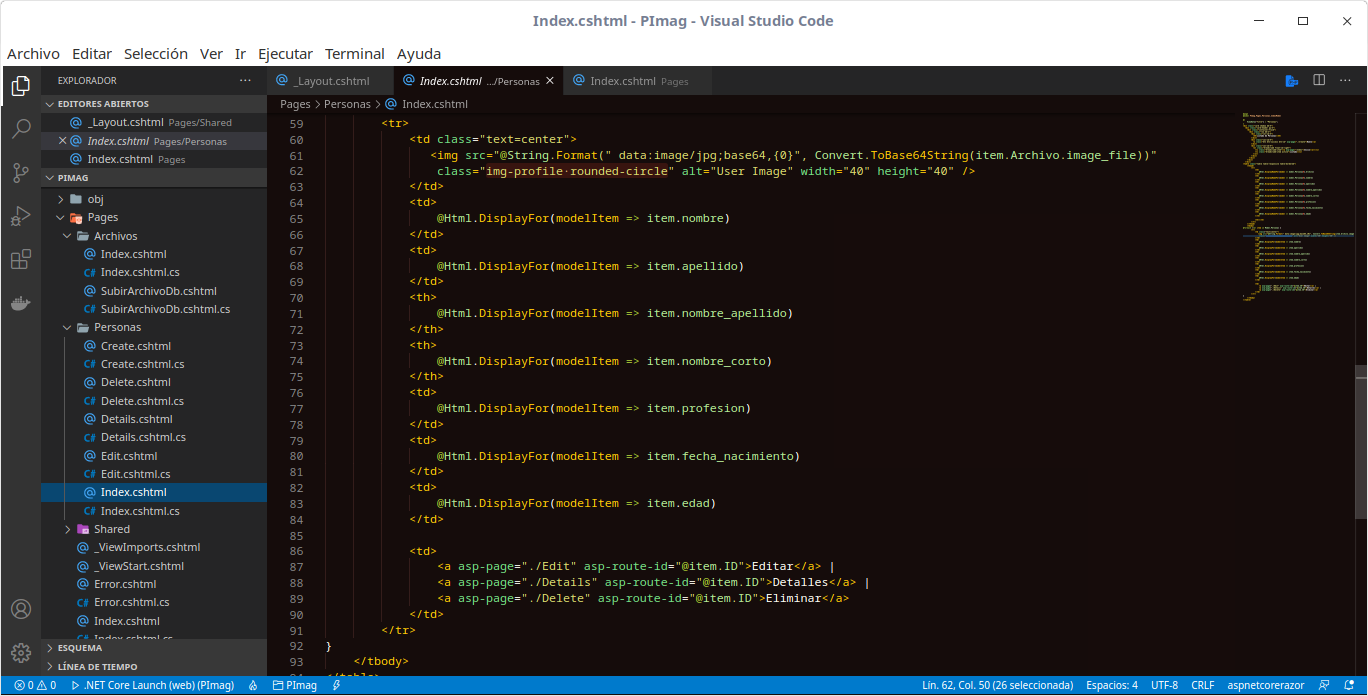 Index.cshtml - PImag - Visual Studio Code
Archivo Editar Selección Ver Ir Ejecutar Terminal Ayuda
EXPLORADOR
EDITORES ABIERTOS
_Layout.cshtml Pages/Shared
Index.cshtml Pages/Personas
Index.cshtml Pages
PIMAG
obj
Pages
Archivos
Index.cshtml
Index.cshtml.cs
SubirArchivoDb.cshtml
SubirArchivoDb.cshtml.cs
Personas
Create.cshtml
Create.cshtml.cs
Delete.cshtml
Delete.cshtml.cs
Details.cshtml
Details.cshtml.cs
Edit.cshtml
Edit.cshtml.cs
Index.cshtml
Index.cshtml.cs
Shared
_ViewImports.cshtml
_ViewStart.cshtml
Error.cshtml
Error.cshtml.cs
Index.cshtml
Index.cshtml.cs
ESQUEMA
LÍNEA DE TIEMPO
_Layout.cshtml Index.cshtml .../Personas Index.cshtml Pages
Pages > Personas > Index.cshtml
59 <tr>
60 <td class="text=center">
61 <img src="@String.Format(" data:image/jpg;base64,{0}", Convert.ToBase64String(item.Archivo.image_file))"
62 class="img-profile·rounded-circle" alt="User Image" width="40" height="40" />
63 </td>
64 <td>
65 @Html.DisplayFor(modelItem => item.nombre)
66 </td>
67 <td>
68 @Html.DisplayFor(modelItem => item.apellido)
69 </td>
70 <th>
71 @Html.DisplayFor(modelItem => item.nombre_apellido)
72 </th>
73 <th>
74 @Html.DisplayFor(modelItem => item.nombre_corto)
75 </th>
76 <td>
77 @Html.DisplayFor(modelItem => item.profesion)
78 </td>
79 <td>
80 @Html.DisplayFor(modelItem => item.fecha_nacimiento)
81 </td>
82 <td>
83 @Html.DisplayFor(modelItem => item.edad)
84 </td>
85
86 <td>
87 <a asp-page="./Edit" asp-route-id="@item.ID">Editar</a> |
88 <a asp-page="./Details" asp-route-id="@item.ID">Detalles</a> |
89 <a asp-page="./Delete" asp-route-id="@item.ID">Eliminar</a>
90 </td>
91 </tr>
92 }
93 </tbody>
94 </table>
0 0 .NET Core Launch (web) (PImag) PImag Lín. 62, Col. 50 (26 seleccionada) Espacios: 4 UTF-8 CRLF aspnetcorerazor